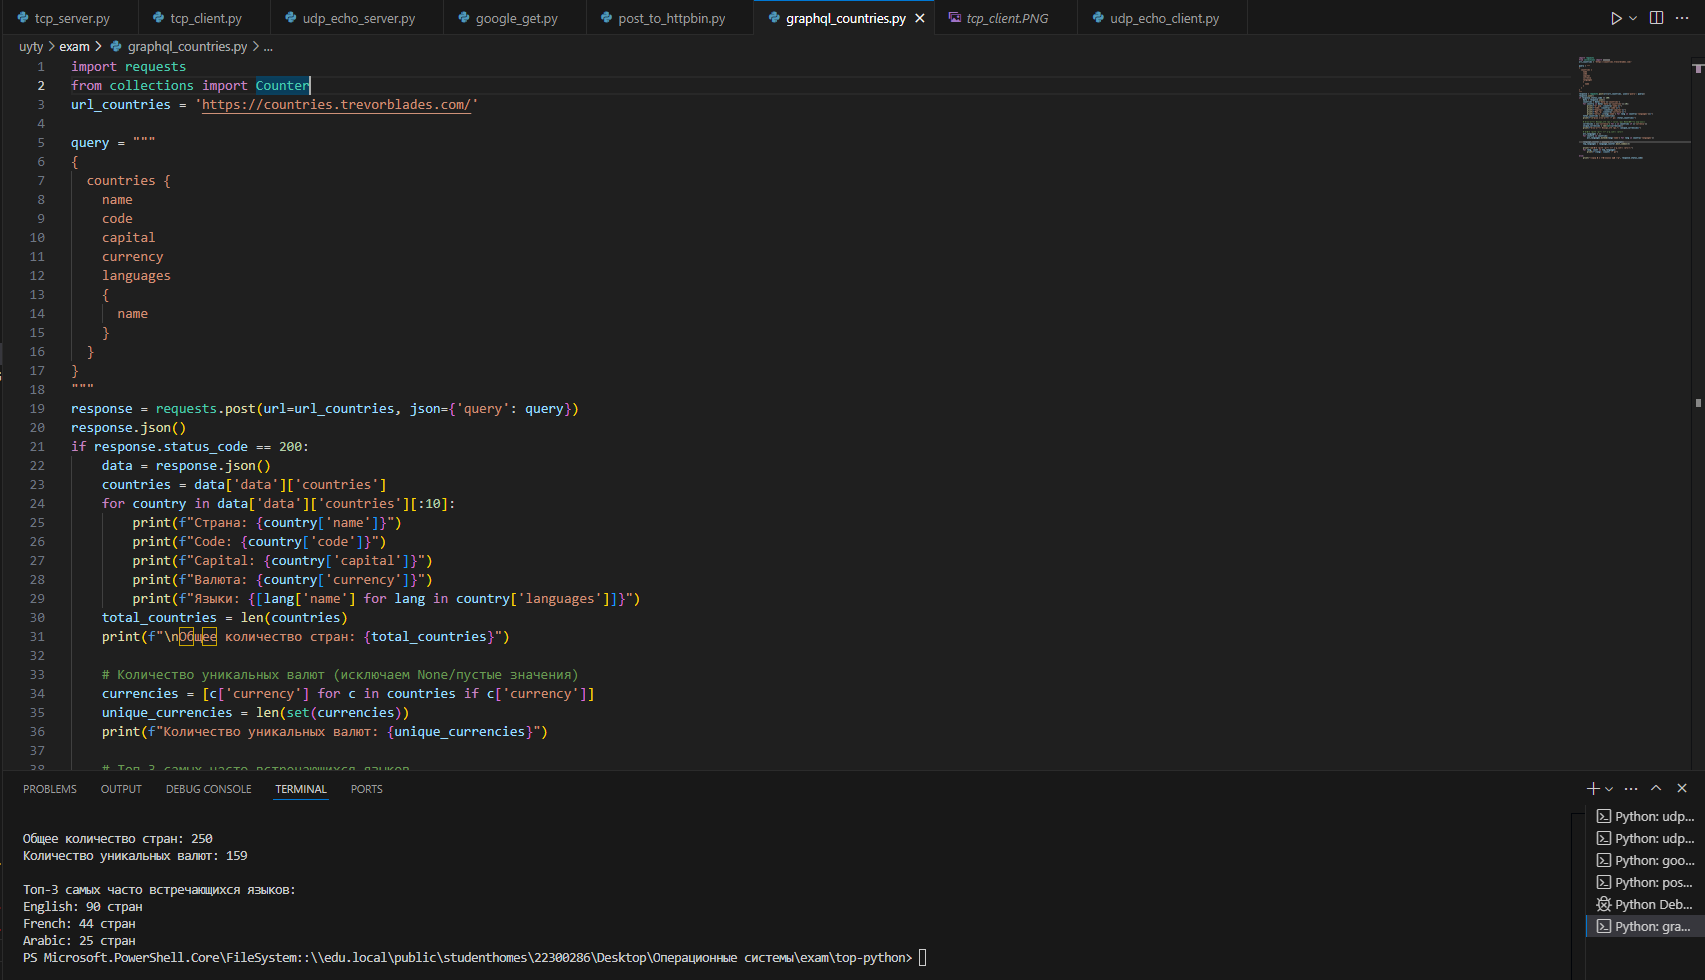 tcp_server.py tcp_client.py udp_echo_server.py google_get.py post_to_httpbin.py graphql_countries.py tcp_client.PNG udp_echo_client.py
uyty > exam > graphql_countries.py > ...
1 import requests
2 from collections import Counter
3 url_countries = 'https://countries.trevorblades.com/'
4
5 query = """
6 {
7   countries {
8     name
9     code
10     capital
11     currency
12     languages
13     {
14       name
15     }
16   }
17 }
18 """
19 response = requests.post(url=url_countries, json={'query': query})
20 response.json()
21 if response.status_code == 200:
22     data = response.json()
23     countries = data['data']['countries']
24     for country in data['data']['countries'][:10]:
25         print(f"Страна: {country['name']}")
26         print(f"Code: {country['code']}")
27         print(f"Capital: {country['capital']}")
28         print(f"Валюта: {country['currency']}")
29         print(f"Языки: {[lang['name'] for lang in country['languages']]}")
30     total_countries = len(countries)
31     print(f"\nОбщее количество стран: {total_countries}")
32
33     # Количество уникальных валют (исключаем None/пустые значения)
34     currencies = [c['currency'] for c in countries if c['currency']]
35     unique_currencies = len(set(currencies))
36     print(f"Количество уникальных валют: {unique_currencies}")
37
38     # Топ-3 самых часто встречающихся языков
PROBLEMS OUTPUT DEBUG CONSOLE TERMINAL PORTS
Общее количество стран: 250
Количество уникальных валют: 159
Топ-3 самых часто встречающихся языков:
English: 90 стран
French: 44 стран
Arabic: 25 стран
PS Microsoft.PowerShell.Core\FileSystem::\\edu.local\public\studenthomes\22300286\Desktop\Операционные системы\exam\top-python>
Python: udp...
Python: udp...
Python: goo...
Python: pos...
Python Deb...
Python: gra...